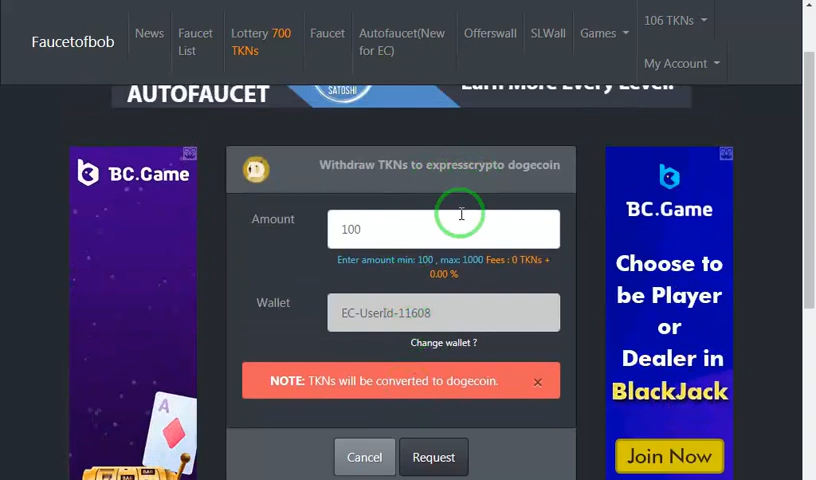 Faucetofbob
News
Faucet
List
Lottery 700
TKNs
Faucet
Autofaucet(New
for EC)
Offerswall
SLWall
Games
106 TKNs
My Account
AUTOFAUCET
SATOSHI
Earn More Every Level!
BC.GAME
Withdraw TKNs to expresscrypto dogecoin
Amount
100
Enter amount min: 100 , max: 1000 Fees : 0 TKNs +
0.00 %
Wallet
EC-UserId-11608
Change wallet ?
NOTE: TKNs will be converted to dogecoin.
×
Cancel
Request
A
BC.GAME
Choose to
be Player
or
Dealer in
BlackJack
Join Now